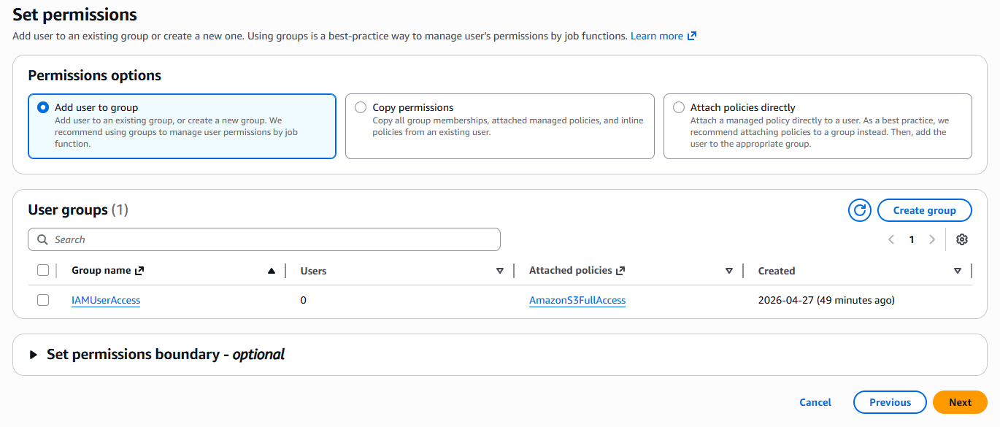 Set permissions
Add user to an existing group or create a new one. Using groups is a best-practice way to manage user's permissions by job functions. Learn more
Permissions options
Add user to group
Add user to an existing group, or create a new group. We
recommend using groups to manage user permissions by job
function.
Copy permissions
Copy all group memberships, attached managed policies, and inline
policies from an existing user.
Attach policies directly
Attach a managed policy directly to a user. As a best practice, we
recommend attaching policies to a group instead. Then, add the
user to the appropriate group.
User groups (1)
Create group
Search
1
Group name Users Attached policies Created
IAMUserAccess 0 AmazonS3FullAccess 2026-04-27 (49 minutes ago)
Set permissions boundary - optional
Cancel Previous Next